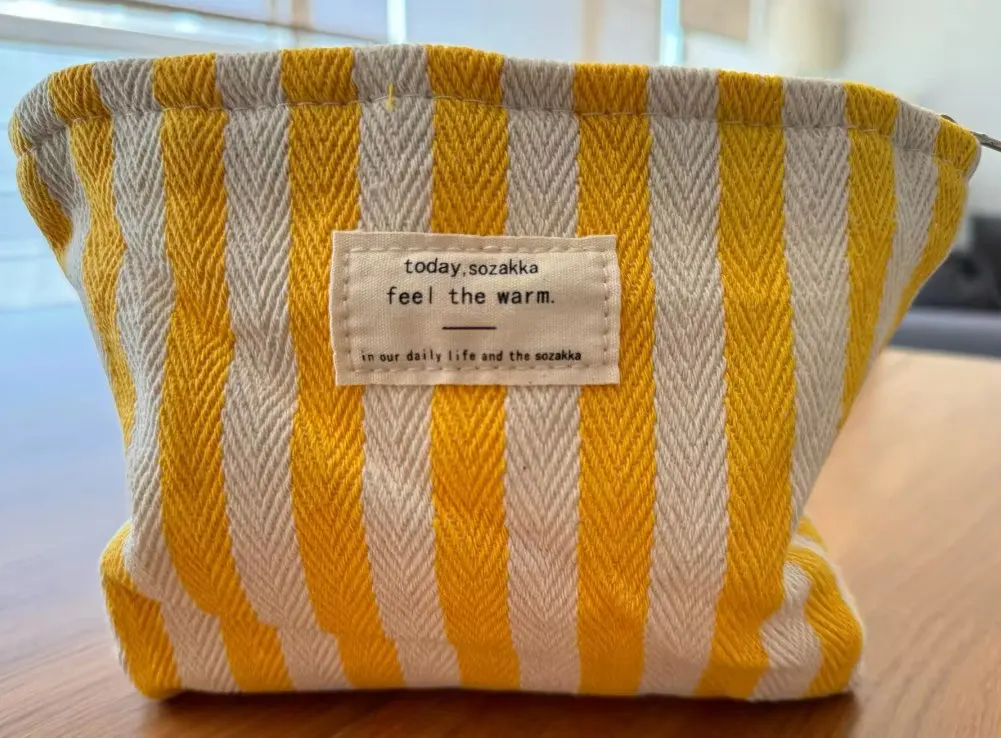 today,sozakka
feel the warm.
in our daily life and the sozakka